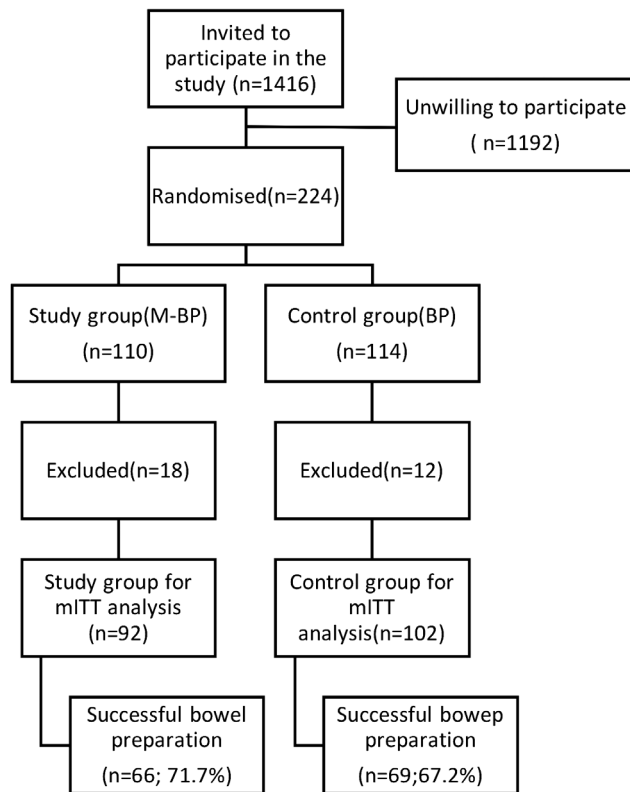 Invited to
participate in the
study (n=1416)
Unwilling to participate
( n=1192)
Randomised(n=224)
Study group(M-BP)
(n=110)
Control group(BP)
(n=114)
Excluded(n=18)
Excluded(n=12)
Study group for
mITT analysis
(n=92)
Control group for
mITT
analysis(n=102)
Successful bowel
preparation
(n=66; 71.7%)
Successful bowep
preparation
(n=69;67.2%)